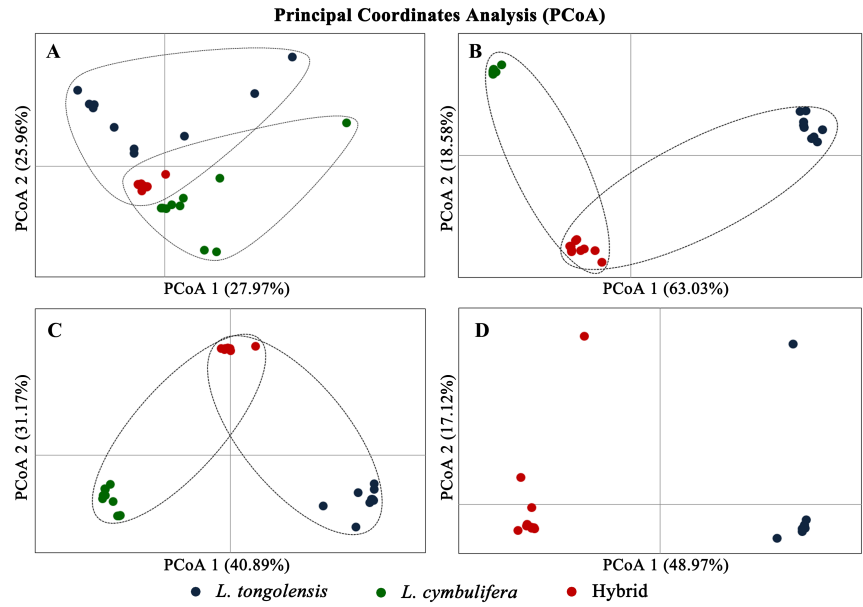 Principal Coordinates Analysis (PCoA)
A
PCoA 2 (25.96%)
PCoA 1 (27.97%)
B
PCoA 2 (18.58%)
PCoA 1 (63.03%)
C
PCoA 2 (31.17%)
PCoA 1 (40.89%)
D
PCoA 2 (17.12%)
PCoA 1 (48.97%)
L. tongolensis
L. cymbulifera
Hybrid